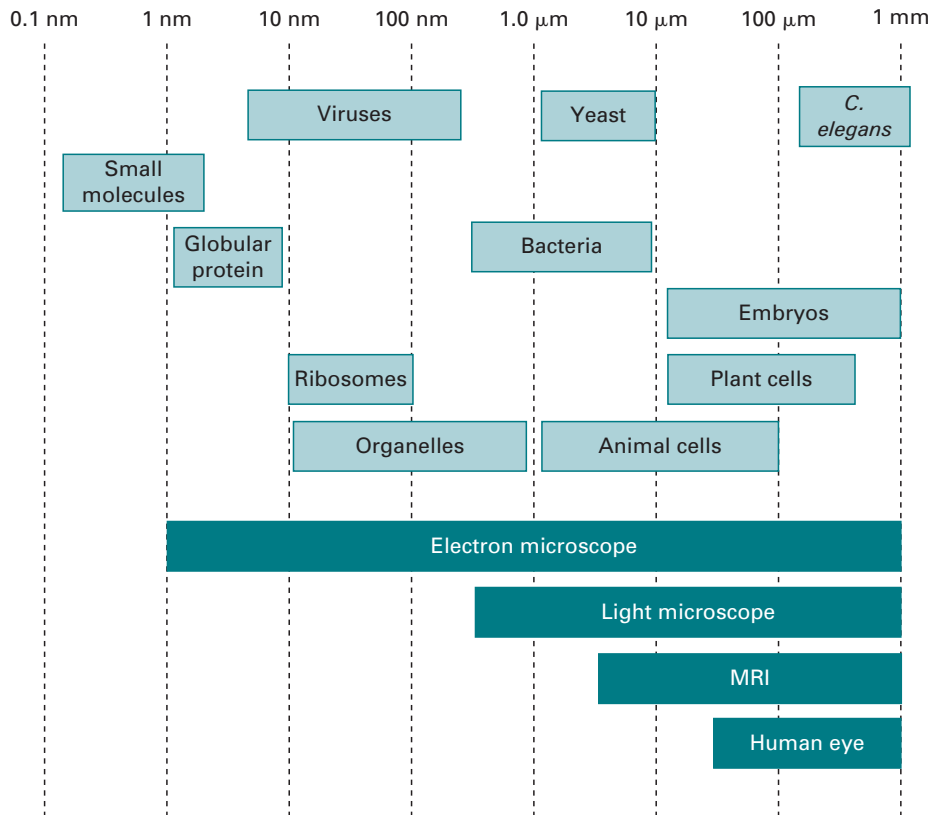 0.1 nm 1 nm 10 nm 100 nm 1.0 μm 10 μm 100 μm 1 mm
Viruses Yeast C.
elegans
Small
molecules
Globular
protein
Bacteria
Embryos
Ribosomes Plant cells
Organelles Animal cells
Electron microscope
Light microscope
MRI
Human eye